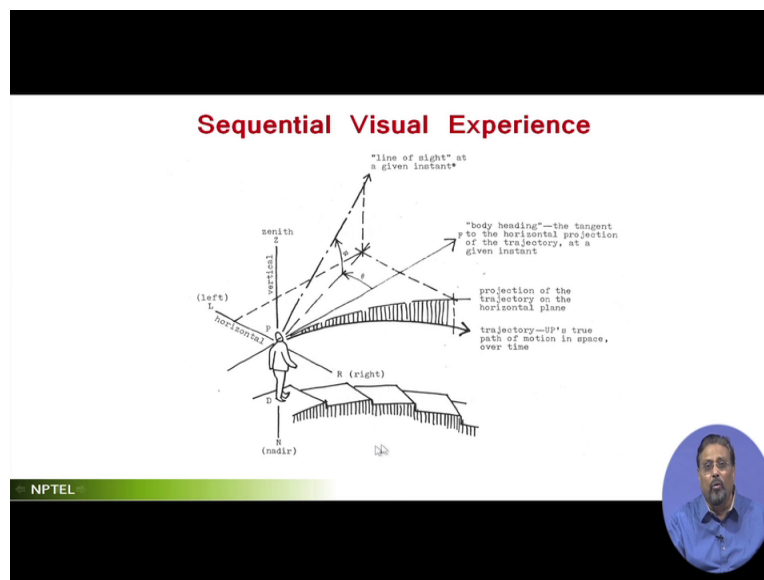 Sequential Visual Experience
"line of sight" at
a given instant*
zenith
Z
vertical
"body heading"—the tangent
F to the horizontal projection
of the trajectory, at a
given instant
φ
θ
(left)
L
horizontal
projection of the
trajectory on the
horizontal plane
P
trajectory—UP's true
path of motion in space,
over time
R (right)
D
N
(nadir)
NPTEL